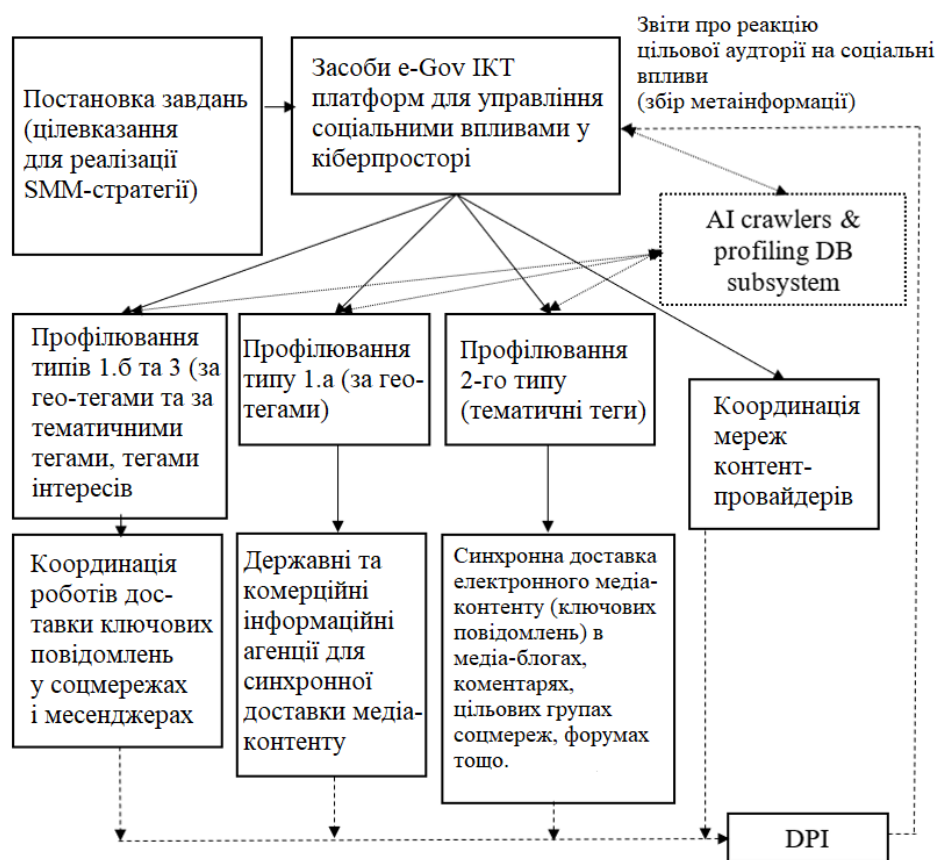 Постановка завдань
(цілевказання
для реалізації
SMM-стратегії)
Засоби e-Gov ІКТ
платформ для управління
соціальними впливами у
кіберпросторі
Звіти про реакцію
цільової аудторії на соціальні
впливи
(збір метаінформації)
AI crawlers &
profiling DB
subsystem
Профілювання
типів 1.б та 3 (за
гео-тегами та за
тематичними
тегами, тегами
інтересів
Профілювання
типу 1.а (за гео-
тегами)
Профілювання
2-го типу
(тематичні теги)
Координація
мереж
контент-
провайдерів
Координація
роботів дос-
тавки ключових
повідомлень
у соцмережах
і месенджерах
Державні та
комерційні
інформаційні
агенції для
синхронної
доставки медіа-
контенту
Синхронна доставка
електронного медіа-
контенту (ключових
повідомлень) в
медіа-блогах,
коментарях,
цільових групах
соцмереж, форумах
тощо.
DPI